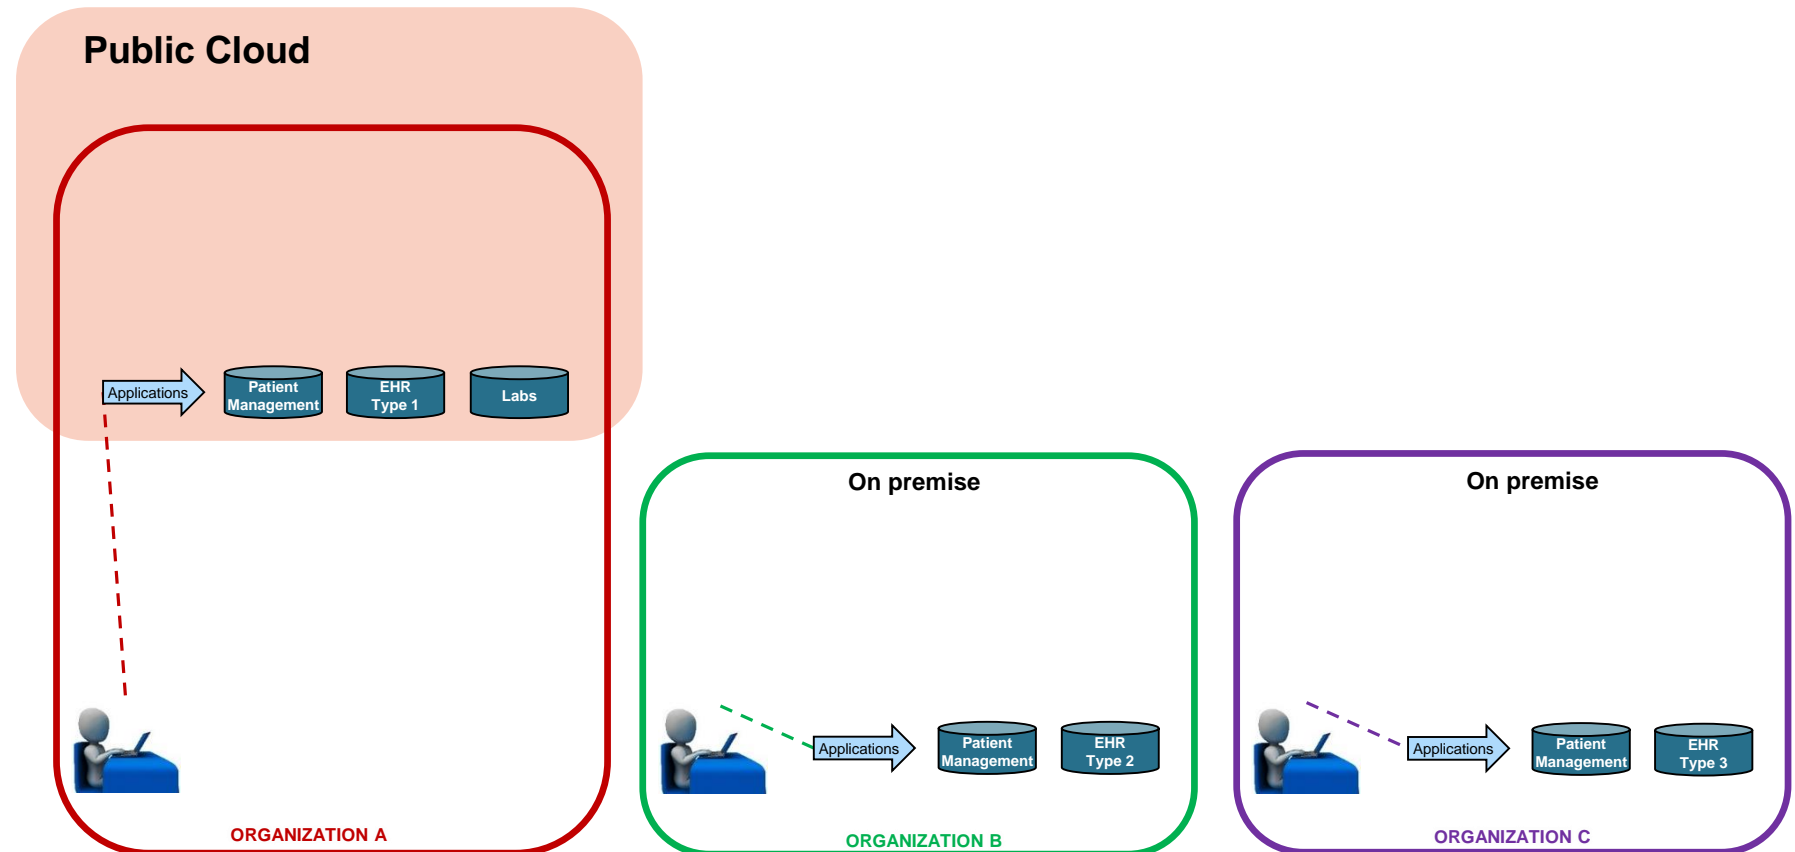 Public Cloud
Applications
Patient
Management
EHR
Type 1
Labs
ORGANIZATION A
On premise
Applications
Patient
Management
EHR
Type 2
ORGANIZATION B
On premise
Applications
Patient
Management
EHR
Type 3
ORGANIZATION C